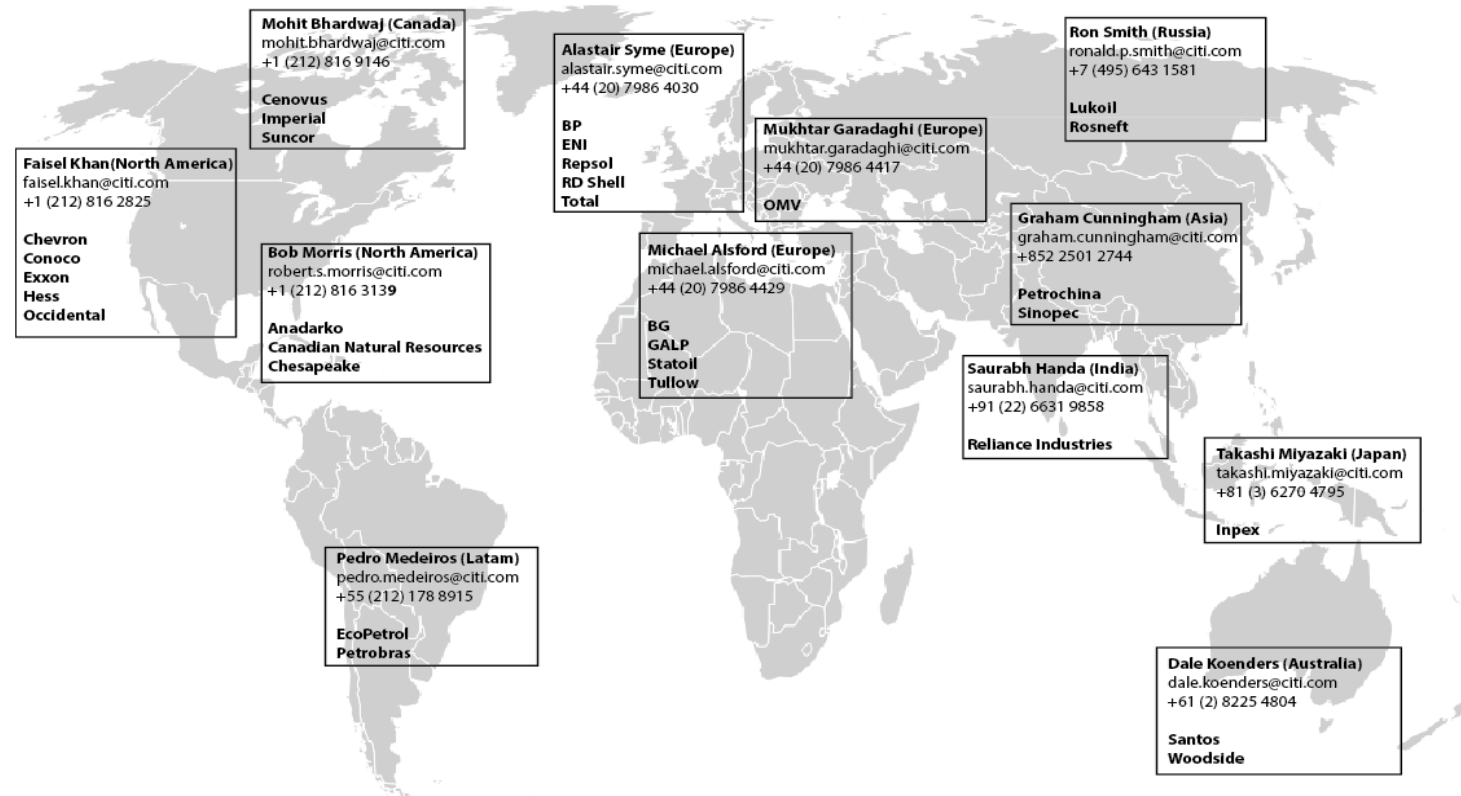 Mohit Bhardwaj (Canada)
mohit.bhardwaj@citi.com
+1 (212) 816 9146
Cenovus
Imperial
Suncor
Faisel Khan(North America)
faisel.khan@citi.com
+1 (212) 816 2825
Chevron
Conoco
Exxon
Hess
Occidental
Bob Morris (North America)
robert.s.morris@citi.com
+1 (212) 816 3139
Anadarko
Canadian Natural Resources
Chesapeake
Pedro Medeiros (Latam)
pedro.medeiros@citi.com
+55 (212) 178 8915
EcoPetrol
Petrobras
Alastair Syme (Europe)
alastair.syme@citi.com
+44 (20) 7986 4030
BP
ENI
Repsol
RD Shell
Total
Mukhtar Garadaghi (Europe)
mukhtar.garadaghi@citi.com
+44 (20) 7986 4417
OMV
Michael Alsford (Europe)
michael.alsford@citi.com
+44 (20) 7986 4429
BG
GALP
Statoil
Tullow
Ron Smith (Russia)
ronald.p.smith@citi.com
+7 (495) 643 1581
Lukoil
Rosneft
Graham Cunningham (Asia)
graham.cunningham@citi.com
+852 2501 2744
Petrochina
Sinopec
Saurabh Handa (India)
saurabh.handa@citi.com
+91 (22) 6631 9858
Reliance Industries
Takashi Miyazaki (Japan)
takashi.miyazaki@citi.com
+81 (3) 6270 4795
Inpex
Dale Koenders (Australia)
dale.koenders@citi.com
+61 (2) 8225 4804
Santos
Woodside